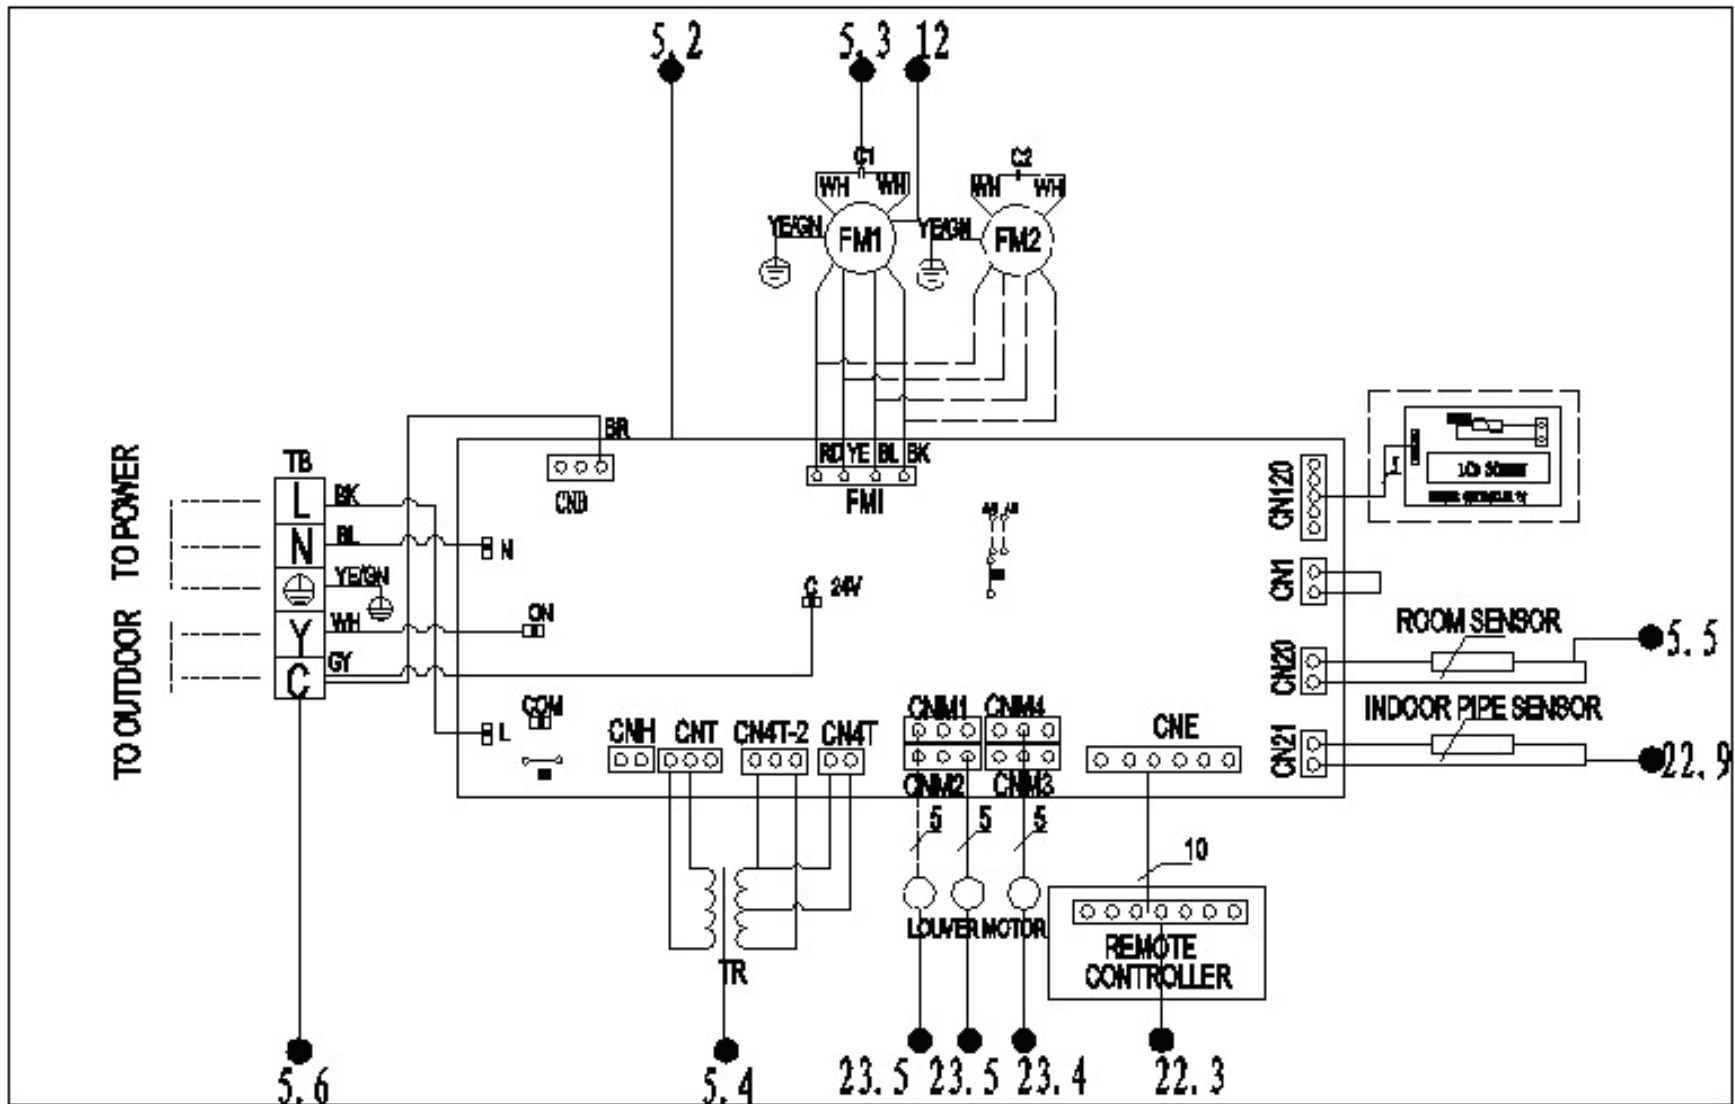 5.2 5.3 12
C1
WH WH WH WH
YE/GN FM1 YE/GN FM2
BR
RD YE BL BK
FM1
TB
L BK
N BL
N
YE/GN
Y WH
C GY
TO POWER
TO OUTDOOR
C 24V
COM
L
CN120
CN1
CN20
CN21
ROOM SENSOR
5.5
INDOOR PIPE SENSOR
22.9
CNH CNT CN4T-2 CN4T
CNM1 CNM4
CNM2 CNM3
CNE
5 5 5
10
TR
LOUVER MOTOR
REMOTE
CONTROLLER
5.6 5.4 23.5 23.5 23.4 22.3